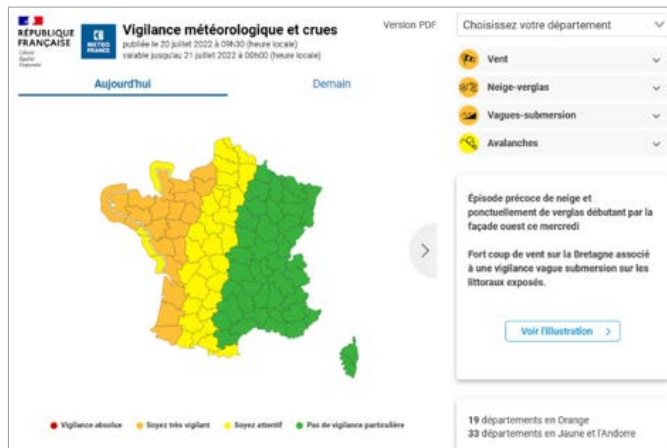 RÉPUBLIQUE
FRANÇAISE
Liberté
Égalité
Fraternité
METEO
FRANCE
Vigilance météorologique et crues
publiée le 20 juillet 2022 à 09h30 (heure locale)
valable jusqu'au 21 juillet 2022 à 00h00 (heure locale)
Version PDF
Aujourd'hui
Demain
Choisissez votre département
Vent
Neige-verglas
Vagues-submersion
Avalanches
Épisode précoce de neige et
ponctuellement de verglas débutant par la
façade ouest ce mercredi
Fort coup de vent sur la Bretagne associé
à une vigilance vague submersion sur les
littoraux exposés.
Voir l'illustration
Vigilance absolue
Soyez très vigilant
Soyez attentif
Pas de vigilance particulière
19 départements en Orange
33 départements en Jaune et l'Andorre